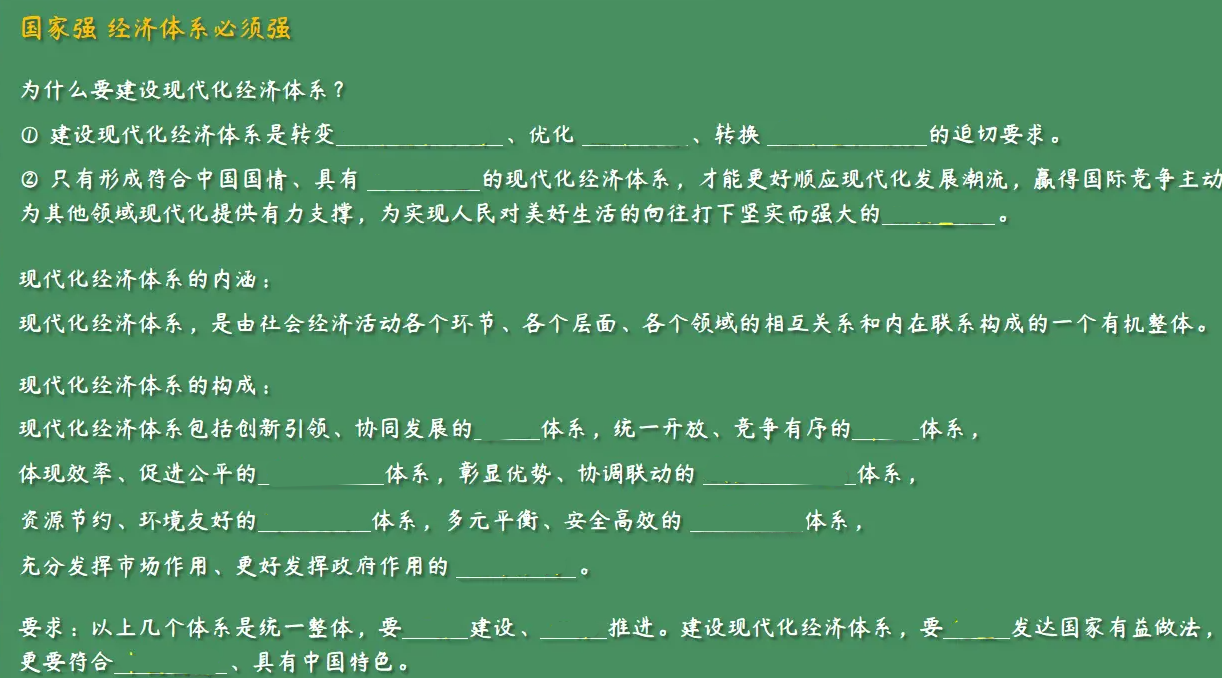 国家强 经济体系必须强
为什么要建设现代化经济体系?
① 建设现代化经济体系是转变______________、优化 _________、转换 _____________的迫切要求。
② 只有形成符合中国国情、具有 _________的现代化经济体系,才能更好顺应现代化发展潮流,赢得国际竞争主动
为其他领域现代化提供有力支撑,为实现人民对美好生活的向往打下坚实而强大的_________。
现代化经济体系的内涵:
现代化经济体系,是由社会经济活动各个环节、各个层面、各个领域的相互关系和内在联系构成的一个有机整体。
现代化经济体系的构成:
现代化经济体系包括创新引领、协同发展的_____体系,统一开放、竞争有序的_____体系,
体现效率、促进公平的__________体系,彰显优势、协调联动的 ____________体系,
资源节约、环境友好的_________体系,多元平衡、安全高效的 _________体系,
充分发挥市场作用、更好发挥政府作用的 __________。
要求:以上几个体系是统一整体,要_____建设、_____推进。建设现代化经济体系,要_____发达国家有益做法,
更要符合_________、具有中国特色。